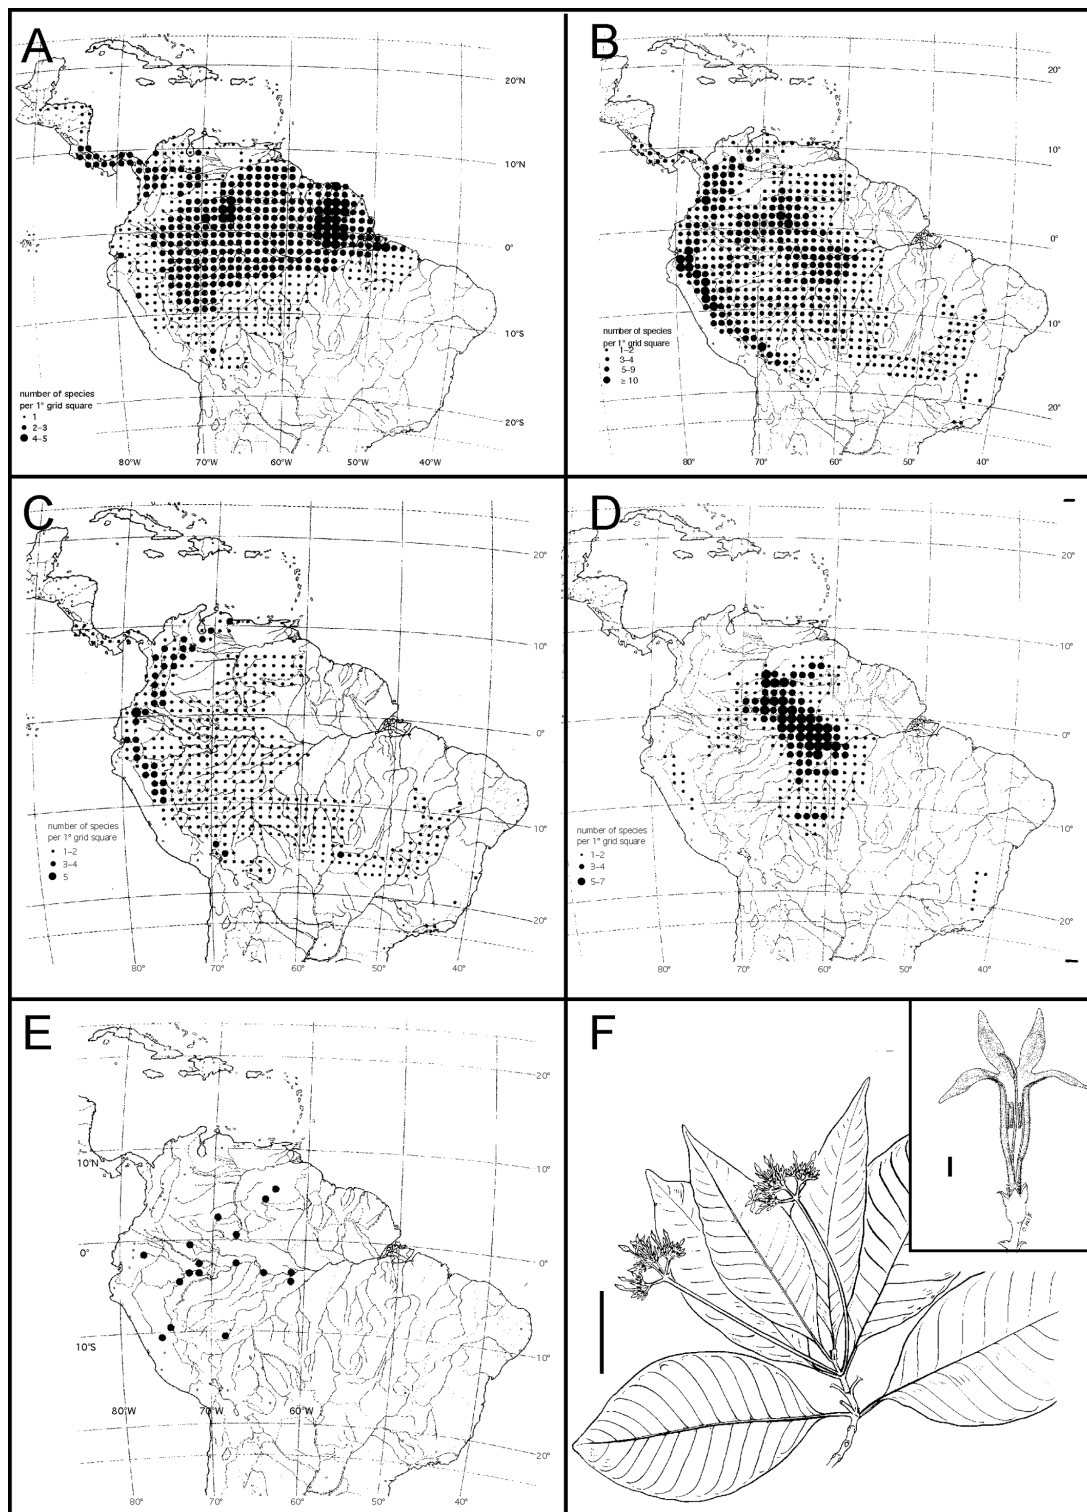 A
20°N
10°N
0°
10°S
20°S
number of species
per 1° grid square
1
2–3
4–5
80°W 70°W 60°W 50°W 40°W
B
20°
10°
0°
10°
20°
number of species
per 1° grid square
1–2
3–4
5–9
≥ 10
80° 70° 60° 50° 40°
C
20°
10°
0°
10°
20°
number of species
per 1° grid square
1–2
3–4
5
80° 70° 60° 50° 40°
D
20°
10°
0°
10°
20°
number of species
per 1° grid square
1–2
3–4
5–7
80° 70° 60° 50° 40°
E
20°
10°N
10°
0°
0°
10°S
10°
80°W 70°W 60°W
20°
80° 70° 60° 50° 40°
F